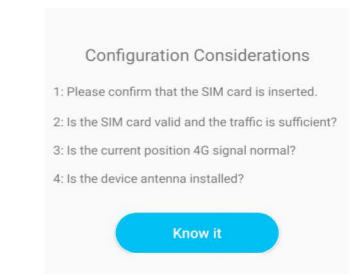 Configuration Considerations
1: Please confirm that the SIM card is inserted.
2: Is the SIM card valid and the traffic is sufficient?
3: Is the current position 4G signal normal?
4: Is the device antenna installed?
Know it